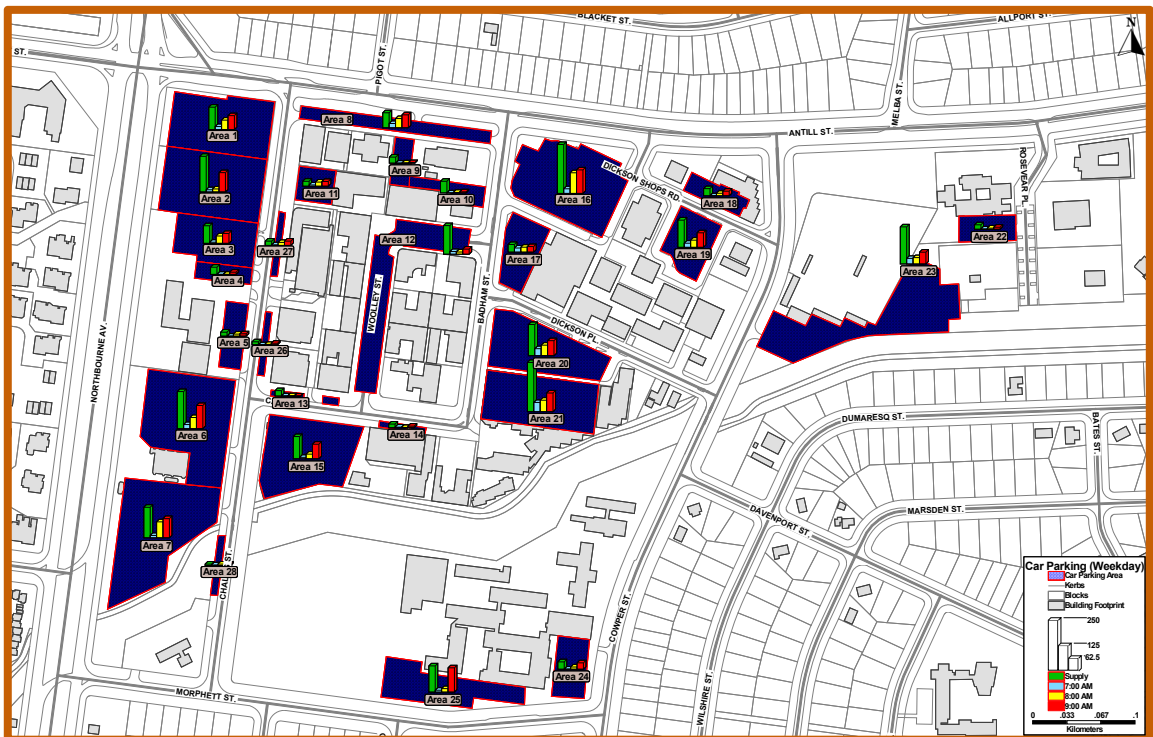 BLACKET ST.
ALLPORT ST.
N
ST.
PIGOT ST.
MELBA ST.
ANTILL ST.
ROSEVEAR PL.
Area 1
Area 8
Area 9
DICKSON SHOPS RD.
Area 2
Area 11
Area 10
Area 16
Area 18
Area 3
Area 27
Area 12
Area 17
Area 19
Area 22
Area 23
Area 4
WOOLLEY ST.
BADHAM ST.
DICKSON PL.
NORTHBOURNE AV.
Area 5
Area 26
Area 20
Area 13
Area 21
Area 6
Area 14
DUMARESQ ST.
BATES ST.
Area 15
Area 7
DAVENPORT ST.
MARSDEN ST.
Area 28
ST.
COWPER ST.
Area 24
Area 25
MORPHETT ST.
WILSHIRE ST.
Car Parking (Weekday)
Car Parking Area
Kerbs
Blocks
Building Footprint
250
125
62.5
Supply
7:00 AM
8:00 AM
9:00 AM
0 .033 .067 .1
Kilometers